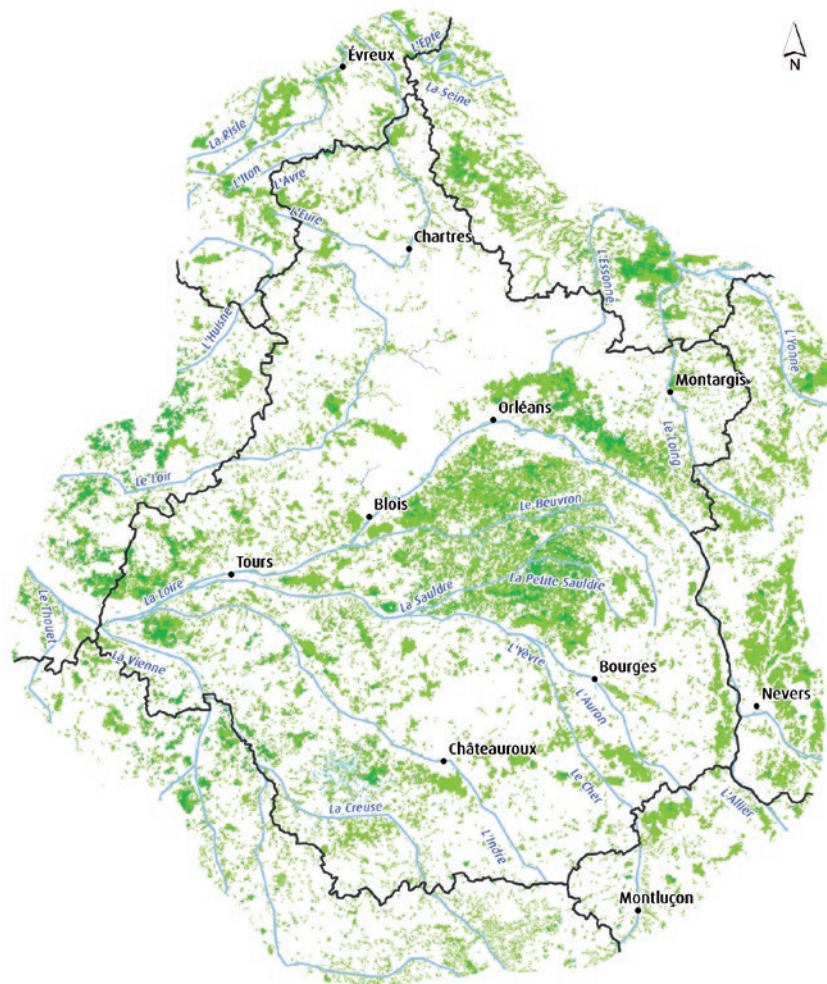 Évreux
L'Epte
La Seine
N
La Risle
L'Iton
L'Avre
L'Eure
Chartres
L'Essonne
L'Huisne
L'Yonne
Montargis
Orléans
Le Loing
Le Loir
Blois
Le Beuvron
Tours
La Loire
La Petite Sauldre
La Sauldre
Le Thouet
La Vienne
L'Yèvre
Bourges
Nevers
L'Auron
Châteauroux
Le Cher
La Creuse
L'Allier
L'Indre
Montluçon